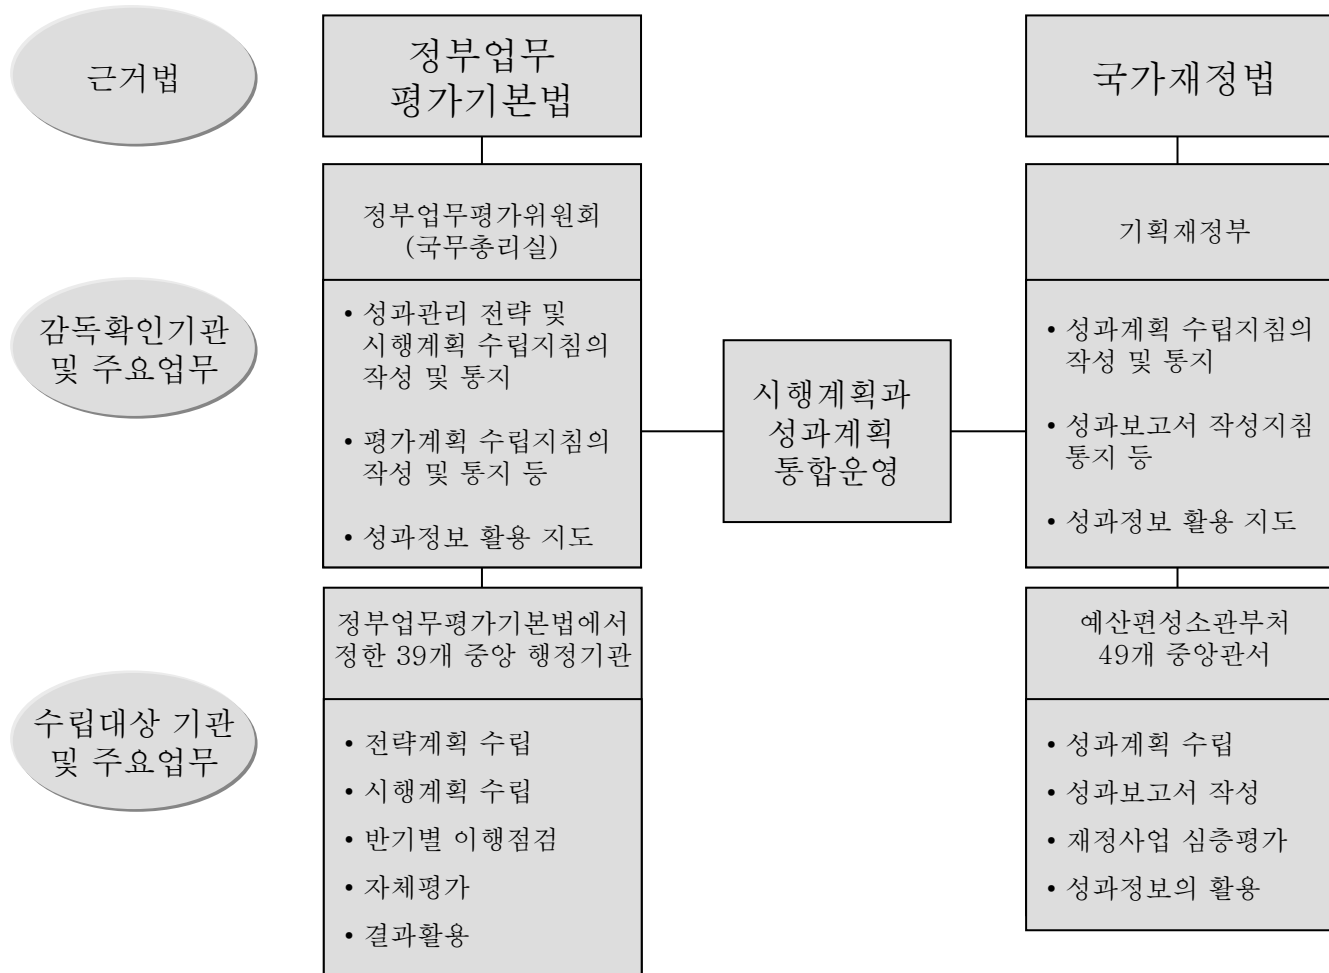 근거법
정부업무
평가기본법
국가재정법
감독확인기관
및 주요업무
정부업무평가위원회
(국무총리실)
• 성과관리 전략 및
시행계획 수립지침의
작성 및 통지
• 평가계획 수립지침의
작성 및 통지 등
• 성과정보 활용 지도
시행계획과
성과계획
통합운영
기획재정부
• 성과계획 수립지침의
작성 및 통지
• 성과보고서 작성지침
통지 등
• 성과정보 활용 지도
수립대상 기관
및 주요업무
정부업무평가기본법에서
정한 39개 중앙 행정기관
• 전략계획 수립
• 시행계획 수립
• 반기별 이행점검
• 자체평가
• 결과활용
예산편성소관부처
49개 중앙관서
• 성과계획 수립
• 성과보고서 작성
• 재정사업 심층평가
• 성과정보의 활용